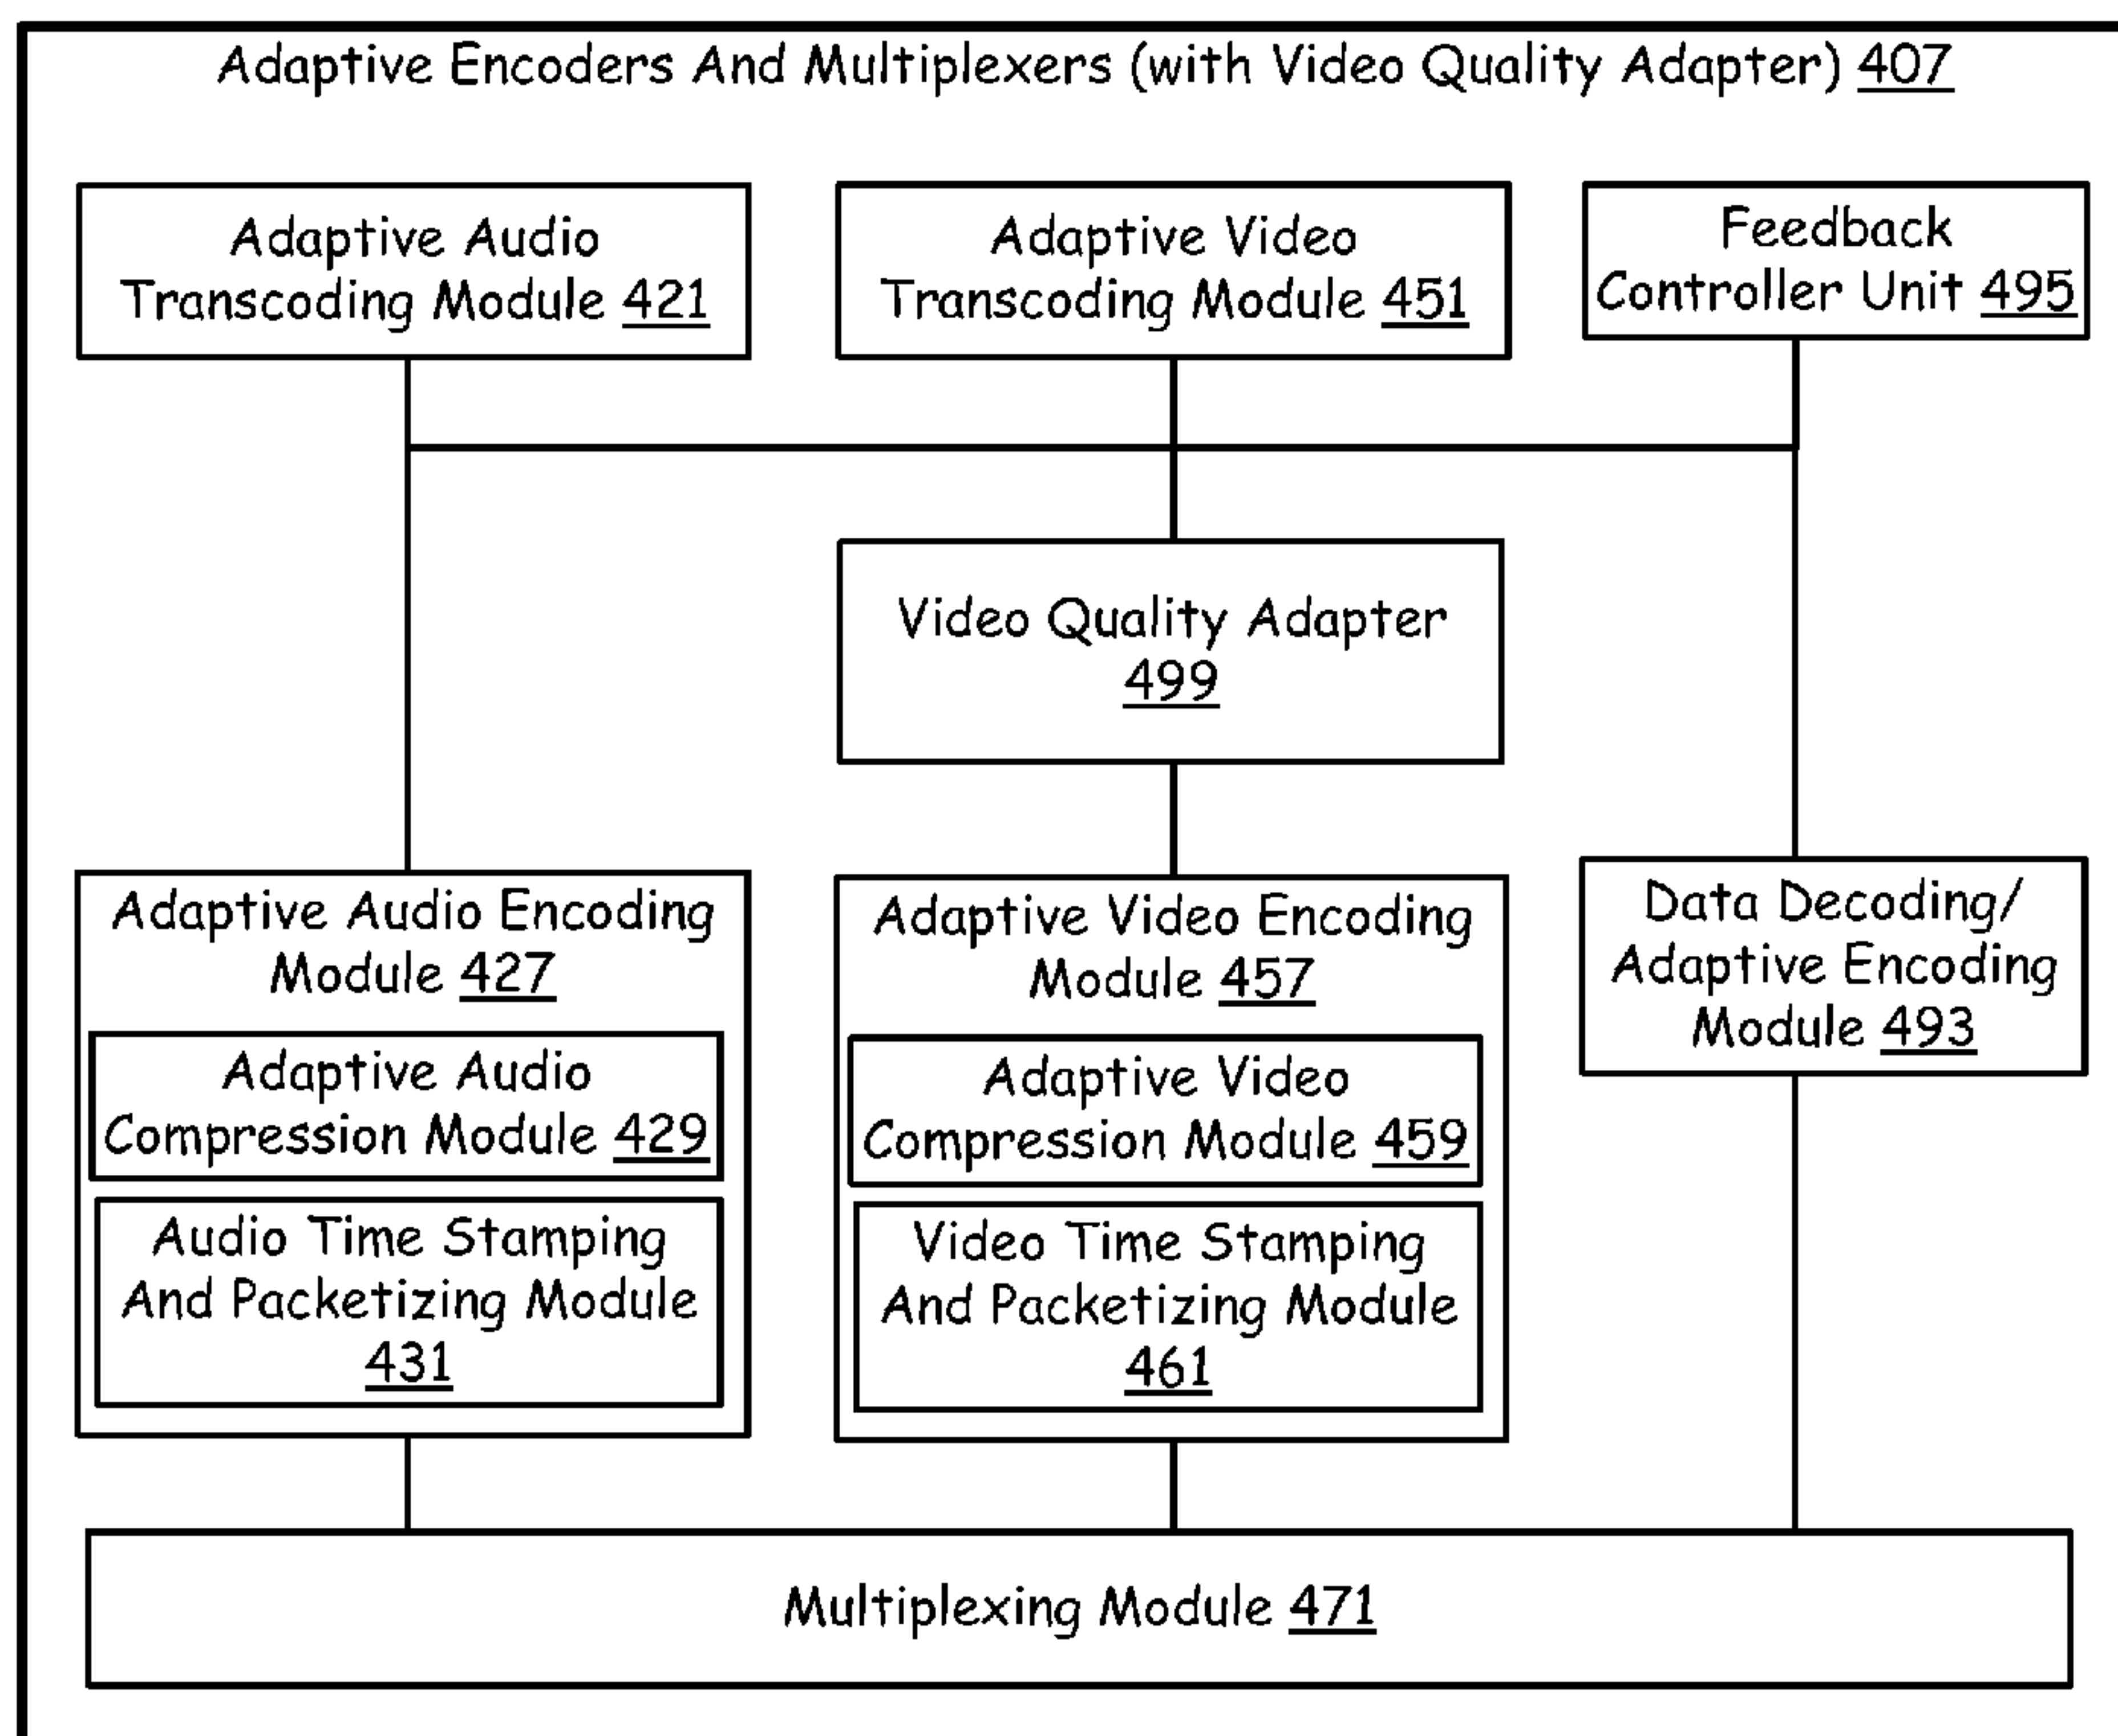 Adaptive Encoders And Multiplexers (with Video Quality Adapter) 407
Adaptive Audio
Transcoding Module 421
Adaptive Video
Transcoding Module 451
Feedback
Controller Unit 495
Video Quality Adapter
499
Adaptive Audio Encoding
Module 427
Adaptive Audio
Compression Module 429
Audio Time Stamping
And Packetizing Module
431
Adaptive Video Encoding
Module 457
Adaptive Video
Compression Module 459
Video Time Stamping
And Packetizing Module
461
Data Decoding/
Adaptive Encoding
Module 493
Multiplexing Module 471